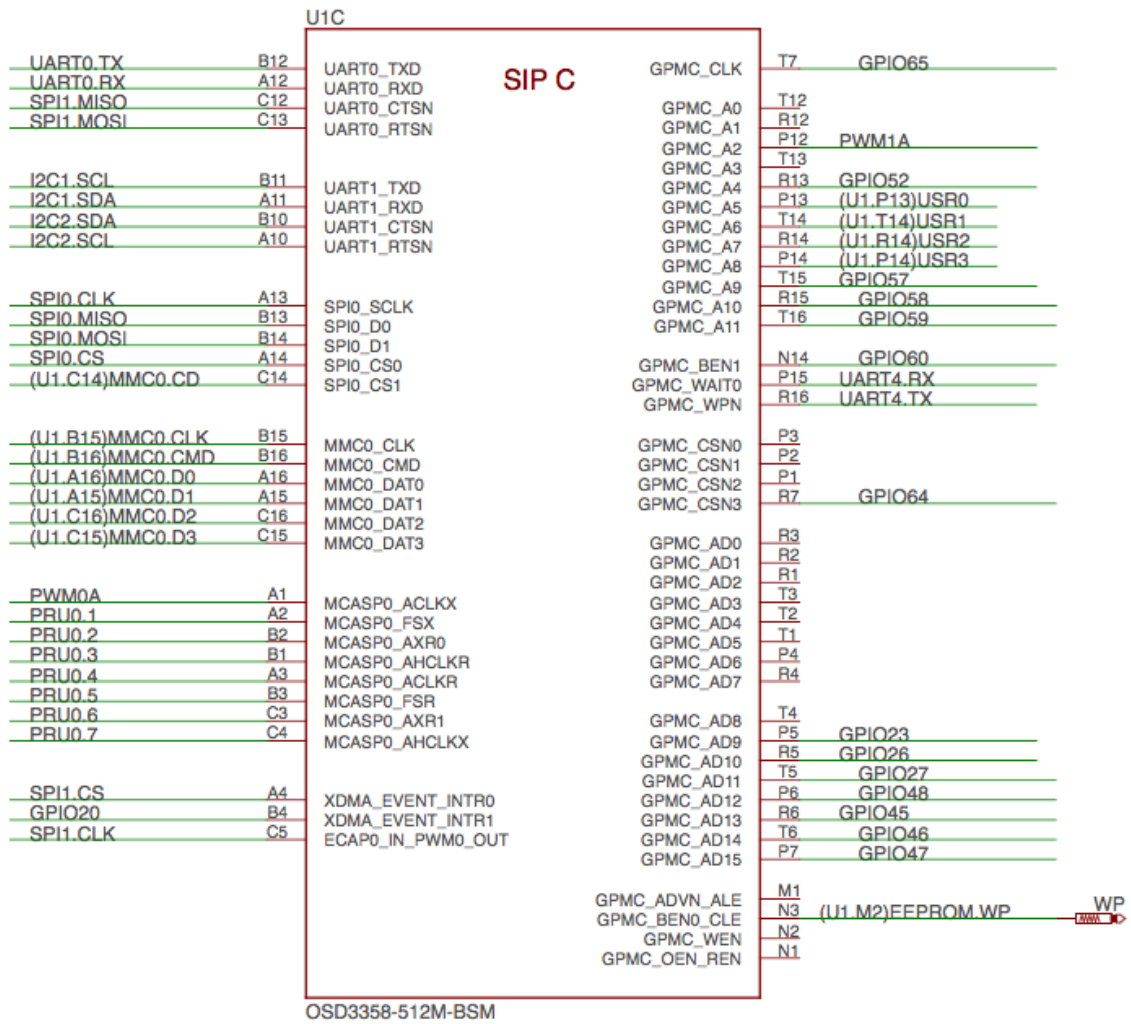 U1C
SIP C
UART0.TX B12 UART0_TXD
UART0.RX A12 UART0_RXD
SPI1.MISO C12 UART0_CTSN
SPI1.MOSI C13 UART0_RTSN
I2C1.SCL B11 UART1_TXD
I2C1.SDA A11 UART1_RXD
I2C2.SDA B10 UART1_CTSN
I2C2.SCL A10 UART1_RTSN
SPI0.CLK A13 SPI0_SCLK
SPI0.MISO B13 SPI0_D0
SPI0.MOSI B14 SPI0_D1
SPI0.CS A14 SPI0_CS0
(U1.C14)MMC0.CD C14 SPI0_CS1
(U1.B15)MMC0.CLK B15 MMC0_CLK
(U1.B16)MMC0.CMD B16 MMC0_CMD
(U1.A16)MMC0.D0 A16 MMC0_DAT0
(U1.A15)MMC0.D1 A15 MMC0_DAT1
(U1.C16)MMC0.D2 C16 MMC0_DAT2
(U1.C15)MMC0.D3 C15 MMC0_DAT3
PWM0A A1 MCASP0_ACLKX
PRU0.1 A2 MCASP0_FSX
PRU0.2 B2 MCASP0_AXR0
PRU0.3 B1 MCASP0_AHCLKR
PRU0.4 A3 MCASP0_ACLKR
PRU0.5 B3 MCASP0_FSR
PRU0.6 C3 MCASP0_AXR1
PRU0.7 C4 MCASP0_AHCLKX
SPI1.CS A4 XDMA_EVENT_INTR0
GPIO20 B4 XDMA_EVENT_INTR1
SPI1.CLK C5 ECAP0_IN_PWM0_OUT
GPMC_CLK T7 GPIO65
GPMC_A0 T12
GPMC_A1 R12
GPMC_A2 P12 PWM1A
GPMC_A3 T13
GPMC_A4 R13 GPIO52
GPMC_A5 P13 (U1.P13)USR0
GPMC_A6 T14 (U1.T14)USR1
GPMC_A7 R14 (U1.R14)USR2
GPMC_A8 P14 (U1.P14)USR3
GPMC_A9 T15 GPIO57
GPMC_A10 R15 GPIO58
GPMC_A11 T16 GPIO59
GPMC_BEN1 N14 GPIO60
GPMC_WAIT0 P15 UART4.RX
GPMC_WPN R16 UART4.TX
GPMC_CSN0 P3
GPMC_CSN1 P2
GPMC_CSN2 P1
GPMC_CSN3 R7 GPIO64
GPMC_AD0 R3
GPMC_AD1 R2
GPMC_AD2 R1
GPMC_AD3 T3
GPMC_AD4 T2
GPMC_AD5 T1
GPMC_AD6 P4
GPMC_AD7 R4
GPMC_AD8 T4
GPMC_AD9 P5 GPIO23
GPMC_AD10 R5 GPIO26
GPMC_AD11 T5 GPIO27
GPMC_AD12 P6 GPIO48
GPMC_AD13 R6 GPIO45
GPMC_AD14 T6 GPIO46
GPMC_AD15 P7 GPIO47
GPMC_ADVN_ALE M1
GPMC_BEN0_CLE N3 (U1.M2)EEPROM.WP WP
GPMC_WEN N2
GPMC_OEN_REN N1
OSD3358-512M-BSM